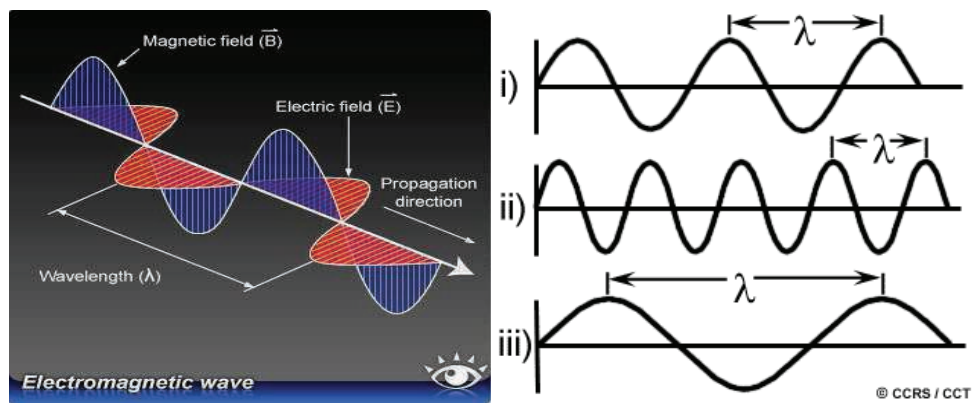 Magnetic field (B)
Electric field (E)
Propagation
direction
Wavelength (λ)
Electromagnetic wave
i)
λ
ii)
λ
iii)
λ
© CCRS / CCT